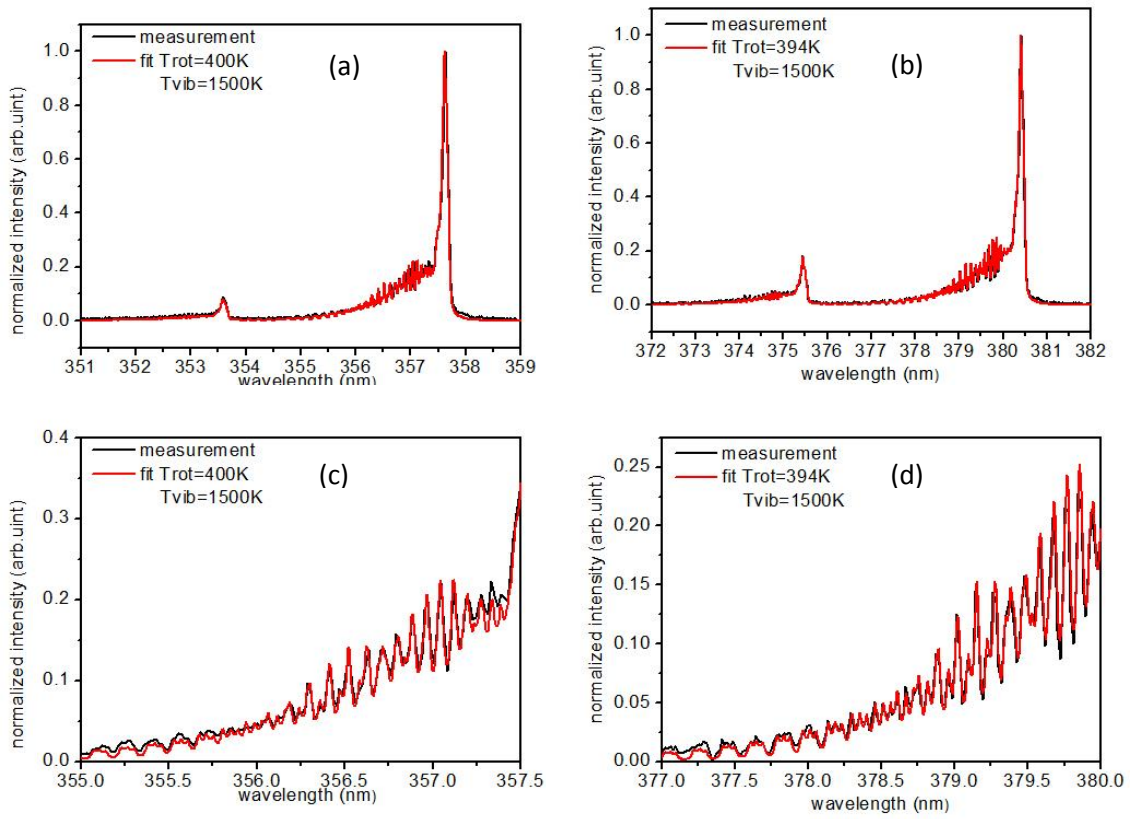 measurement
fit Trot=400K
Tvib=1500K
(a)
normalized intensity (arb.uint)
1.0
0.8
0.6
0.4
0.2
0.0
351 352 353 354 355 356 357 358 359
wavelength (nm)
measurement
fit Trot=394K
Tvib=1500K
(b)
normalized intensity (arb.uint)
1.0
0.8
0.6
0.4
0.2
0.0
372 373 374 375 376 377 378 379 380 381 382
wavelength (nm)
measurement
fit Trot=400K
Tvib=1500K
(c)
normalized intensity (arb.uint)
0.4
0.3
0.2
0.1
0.0
355.0 355.5 356.0 356.5 357.0 357.5
wavelength (nm)
measurement
fit Trot=394K
Tvib=1500K
(d)
normalized intensity (arb.uint)
0.25
0.20
0.15
0.10
0.05
0.00
377.0 377.5 378.0 378.5 379.0 379.5 380.0
wavelength (nm)